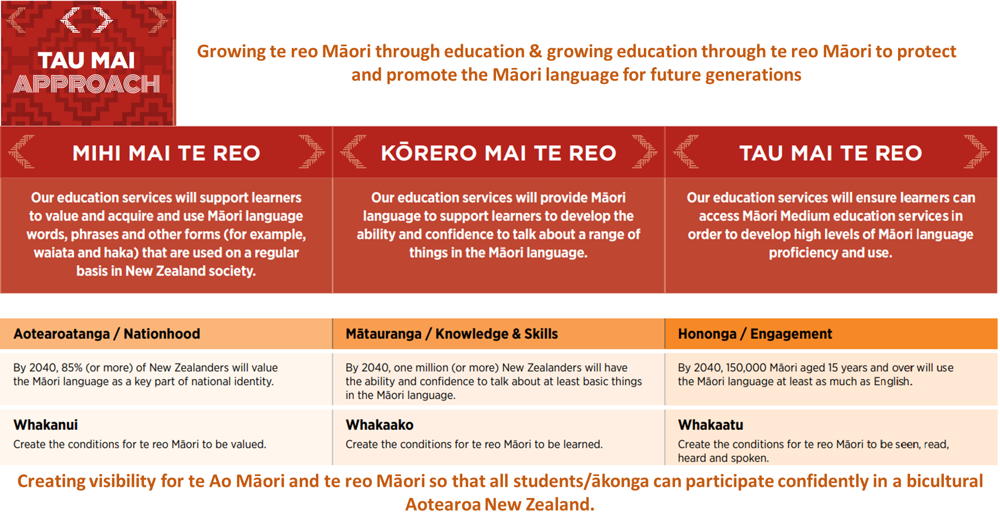 TAU MAI
APPROACH
Growing te reo Māori through education & growing education through te reo Māori to protect
and promote the Māori language for future generations
MIHI MAI TE REO
Our education services will support learners
to value and acquire and use Māori language
words, phrases and other forms (for example,
waiata and haka) that are used on a regular
basis in New Zealand society.
KŌRERO MAI TE REO
Our education services will provide Māori
language to support learners to develop the
ability and confidence to talk about a range of
things in the Māori language.
TAU MAI TE REO
Our education services will ensure learners can
access Māori Medium education services in
order to develop high levels of Māori language
proficiency and use.
Aotearoatanga / Nationhood
By 2040, 85% (or more) of New Zealanders will value
the Māori language as a key part of national identity.
Whakanui
Create the conditions for te reo Māori to be valued.
Mātauranga / Knowledge & Skills
By 2040, one million (or more) New Zealanders will have
the ability and confidence to talk about at least basic things
in the Māori language.
Whakaako
Create the conditions for te reo Māori to be learned.
Hononga / Engagement
By 2040, 150,000 Māori aged 15 years and over will use
the Māori language at least as much as English.
Whakaatu
Create the conditions for te reo Māori to be seen, read,
heard and spoken.
Creating visibility for te Ao Māori and te reo Māori so that all students/ākonga can participate confidently in a bicultural
Aotearoa New Zealand.